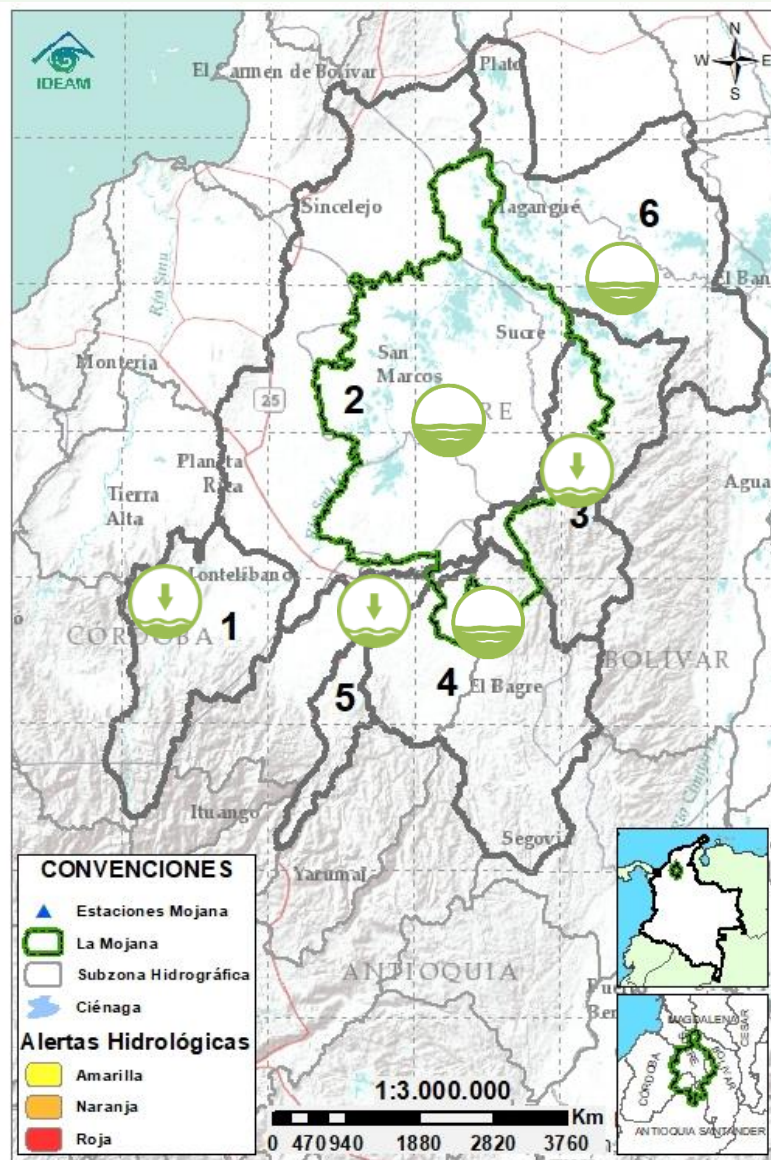 IDEAM
N
W E
S
El Carmen de Bolívar
Plato
Sincelejo
Magangué
6
El Ban
Río Sinú
Sucre
San
Marcos
Montería
2
RE
25
Planeta
Rica
Tierra
Alta
Agua
3
Montelíbano
CÓRDOBA
1
BOLIVAR
4
El Bagre
5
Ituango
Segovi
Yarumal
ANTIOQUIA
CONVENCIONES
Estaciones Mojana
La Mojana
Subzona Hidrográfica
Ciénaga
Alertas Hidrológicas
Amarilla
Naranja
Roja
1:3.000.000
Km
0 470 940 1880 2820 3760
MAGDALENA
CESAR
SUCRE
BOLIVAR
CÓRDOBA
ANTIOQUIA SANTANDER